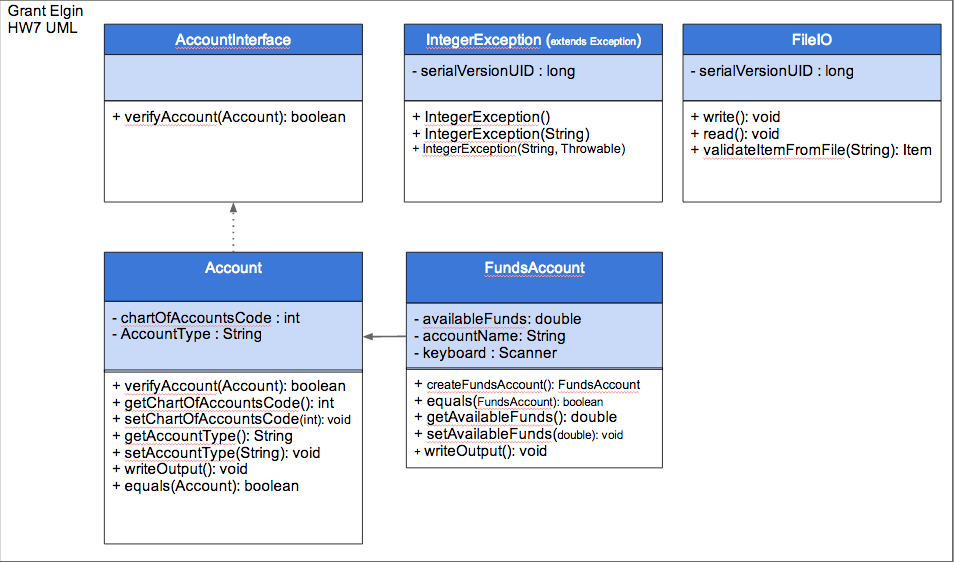 Grant Elgin
HW7 UML
AccountInterface
+ verifyAccount(Account): boolean
IntegerException (extends Exception)
- serialVersionUID : long
+ IntegerException()
+ IntegerException(String)
+ IntegerException(String, Throwable)
FileIO
- serialVersionUID : long
+ write(): void
+ read(): void
+ validateItemFromFile(String): Item
Account
- chartOfAccountsCode : int
- AccountType : String
+ verifyAccount(Account): boolean
+ getChartOfAccountsCode(): int
+ setChartOfAccountsCode(int): void
+ getAccountType(): String
+ setAccountType(String): void
+ writeOutput(): void
+ equals(Account): boolean
FundsAccount
- availableFunds: double
- accountName: String
- keyboard : Scanner
+ createFundsAccount(): FundsAccount
+ equals(FundsAccount): boolean
+ getAvailableFunds(): double
+ setAvailableFunds(double): void
+ writeOutput(): void